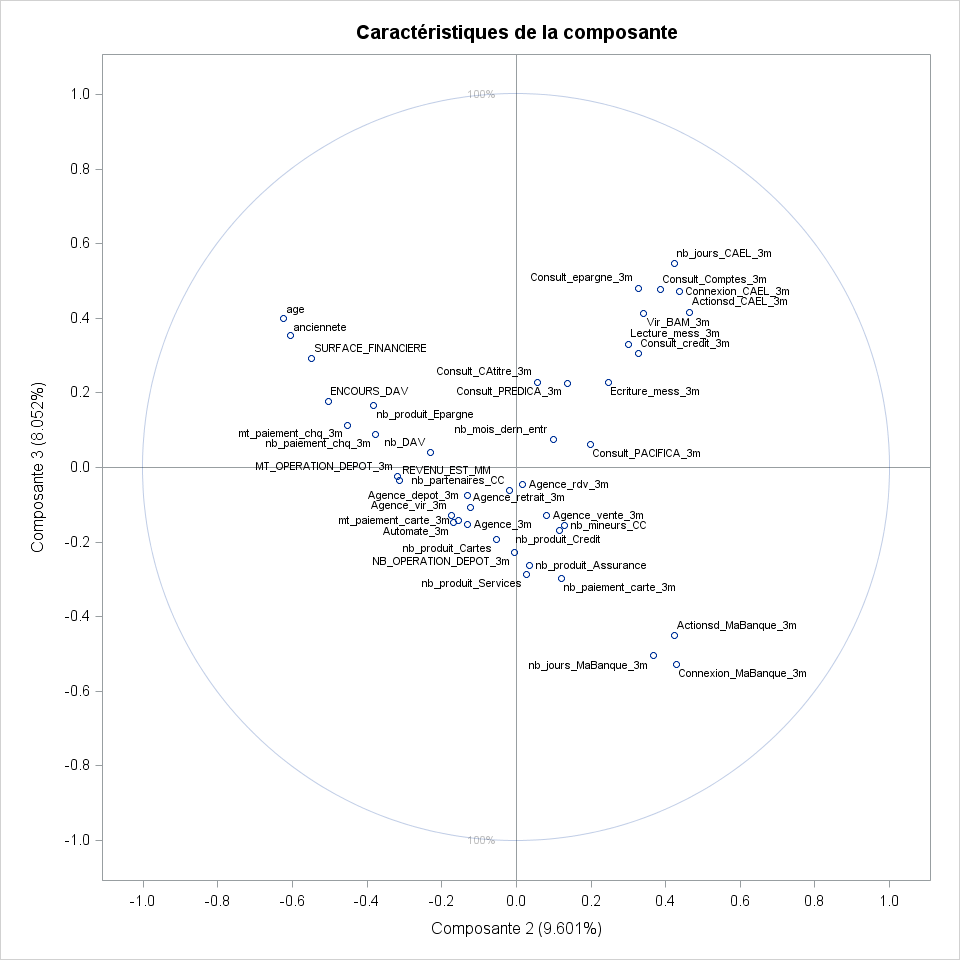 Caractéristiques de la composante
100%
1.0
0.8
0.6
0.4
0.2
0.0
-0.2
-0.4
-0.6
-0.8
-1.0
Composante 3 (8.052%)
nb_jours_CAEL_3m
Consult_epargne_3m
Consult_Comptes_3m
Connexion_CAEL_3m
Actionsd_CAEL_3m
age
Vir_BAM_3m
anciennete
Lecture_mess_3m
Consult_credit_3m
SURFACE_FINANCIERE
Consult_CAtitre_3m
ENCOURS_DAV
Consult_PREDICA_3m
Ecriture_mess_3m
nb_produit_Epargne
mt_paiement_chq_3m
nb_mois_dern_entr
nb_paiement_chq_3m
nb_DAV
Consult_PACIFICA_3m
MT_OPERATION_DEPOT_3m
REVENU_EST_MM
nb_partenaires_CC
Agence_rdv_3m
Agence_depot_3m
Agence_retrait_3m
Agence_vir_3m
Agence_vente_3m
mt_paiement_carte_3m
Agence_3m
nb_mineurs_CC
Automate_3m
nb_produit_Credit
nb_produit_Cartes
NB_OPERATION_DEPOT_3m
nb_produit_Assurance
nb_produit_Services
nb_paiement_carte_3m
Actionsd_MaBanque_3m
nb_jours_MaBanque_3m
Connexion_MaBanque_3m
100%
-1.0 -0.8 -0.6 -0.4 -0.2 0.0 0.2 0.4 0.6 0.8 1.0
Composante 2 (9.601%)